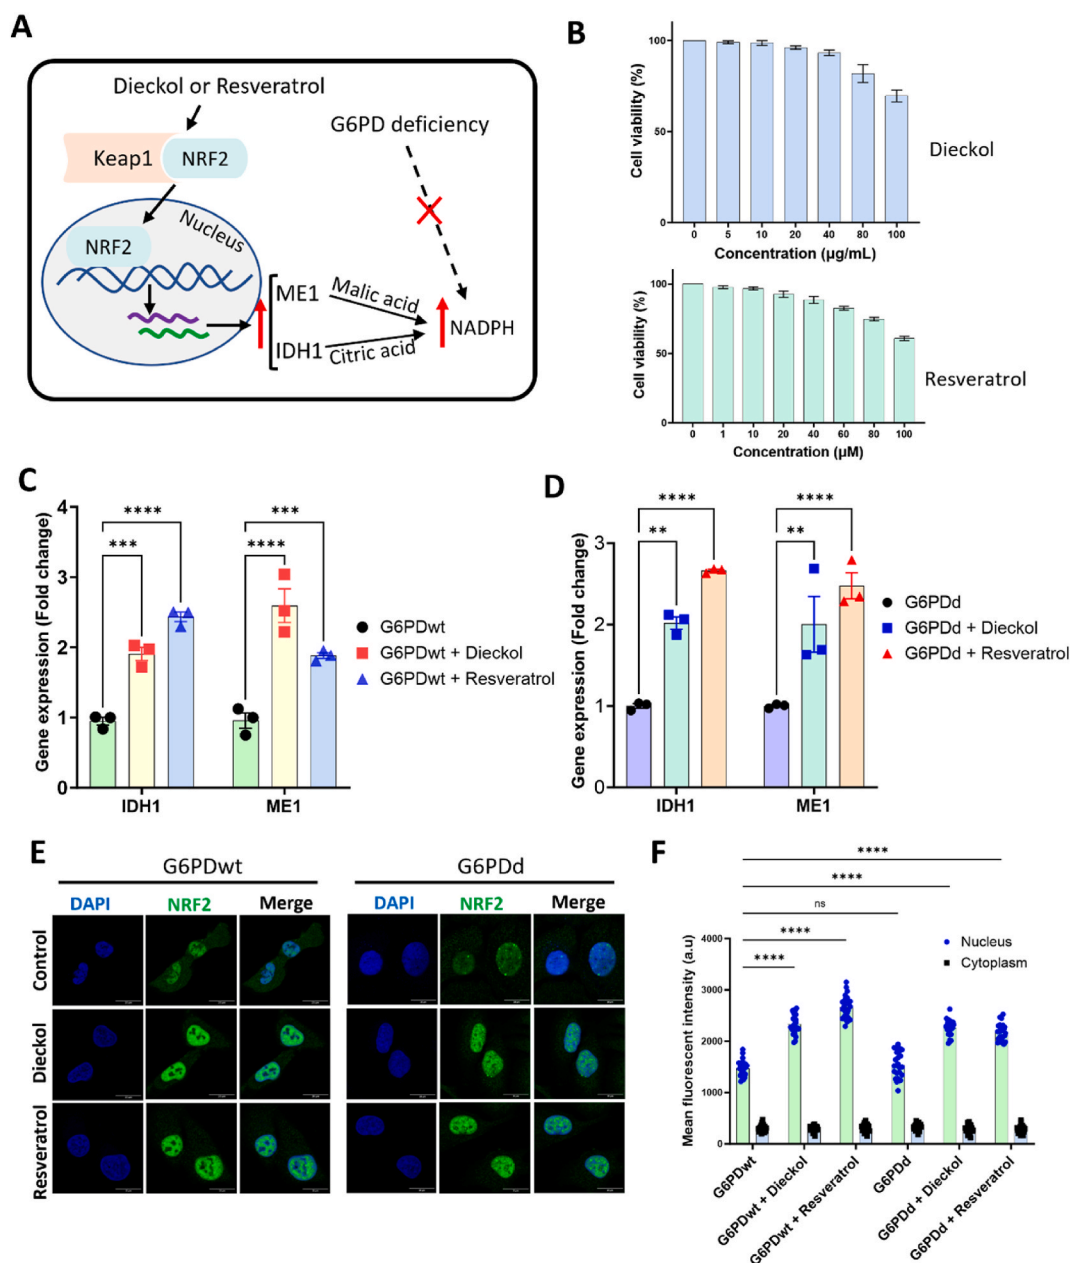 A
Dieckol or Resveratrol
G6PD deficiency
Keap1
NRF2
Nucleus
NRF2
ME1
Malic acid
NADPH
IDH1
Citric acid
B
Cell viability (%)
100
50
0
0 5 10 20 40 80 100
Concentration (µg/mL)
Dieckol
Cell viability (%)
100
50
0
0 1 10 20 40 60 80 100
Concentration (µM)
Resveratrol
C
Gene expression (Fold change)
4
3
2
1
0
**** ***
*** ****
IDH1 ME1
G6PDwt
G6PDwt + Dieckol
G6PDwt + Resveratrol
D
Gene expression (Fold change)
3
2
1
0
**** ****
** **
IDH1 ME1
G6PDd
G6PDd + Dieckol
G6PDd + Resveratrol
E
G6PDwt G6PDd
DAPI NRF2 Merge DAPI NRF2 Merge
Control
Dieckol
Resveratrol
F
****
****
ns
****
****
Mean fluorescent intensity (a.u)
4000
3000
2000
1000
0
Nucleus
Cytoplasm
G6PDwt
G6PDwt + Dieckol
G6PDwt + Resveratrol
G6PDd
G6PDd + Dieckol
G6PDd + Resveratrol